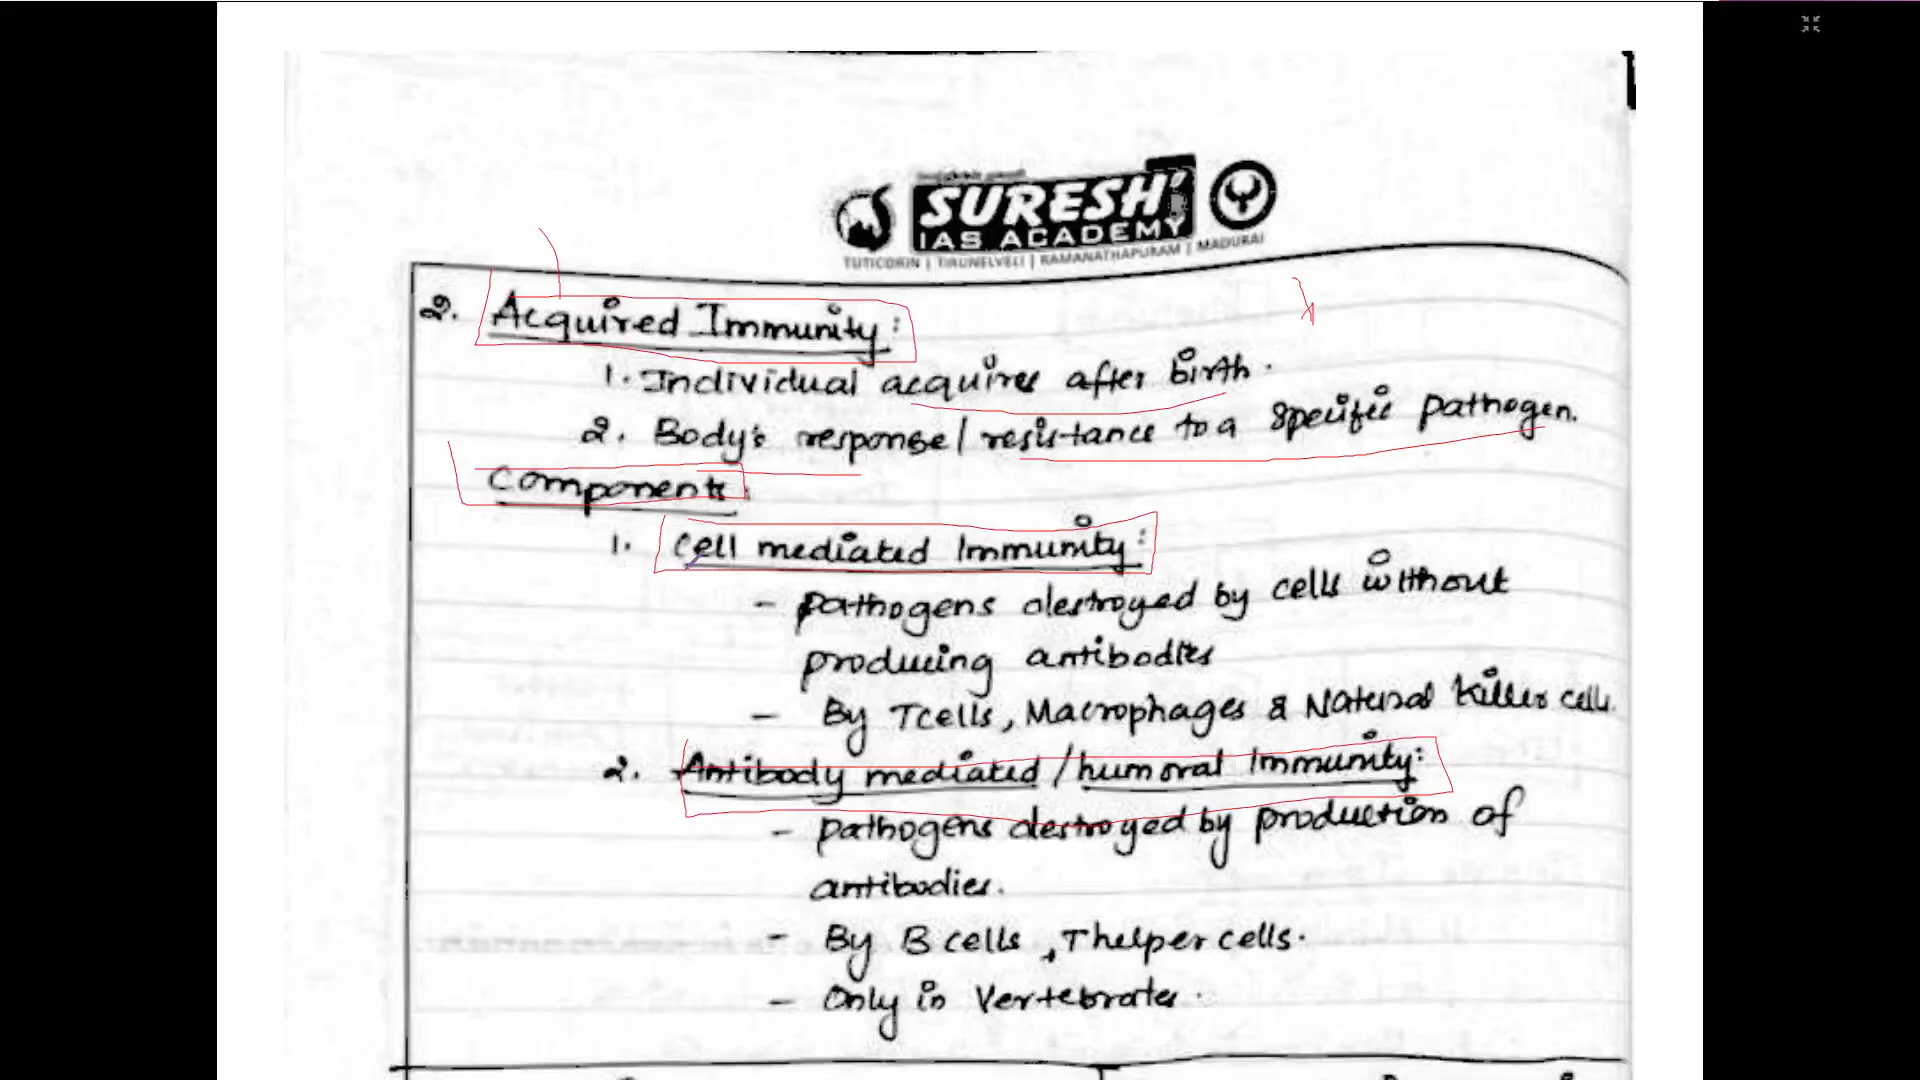 SURESH'
IAS ACADEMY
TUTICORIN | TIRUNELVELI | RAMANATHAPURAM | MADURAI
2. Acquired Immunity:
1. Individual acquires after birth.
2. Body's response / resistance to a specific pathogen.
Components:
1. Cell mediated Immunity:
- pathogens destroyed by cells without
producing antibodies
- By T cells, Macrophages & Natural killer cells.
2. Antibody mediated / humoral Immunity:
- pathogens destroyed by production of
antibodies.
- By B cells, T helper cells.
- Only in Vertebrates.